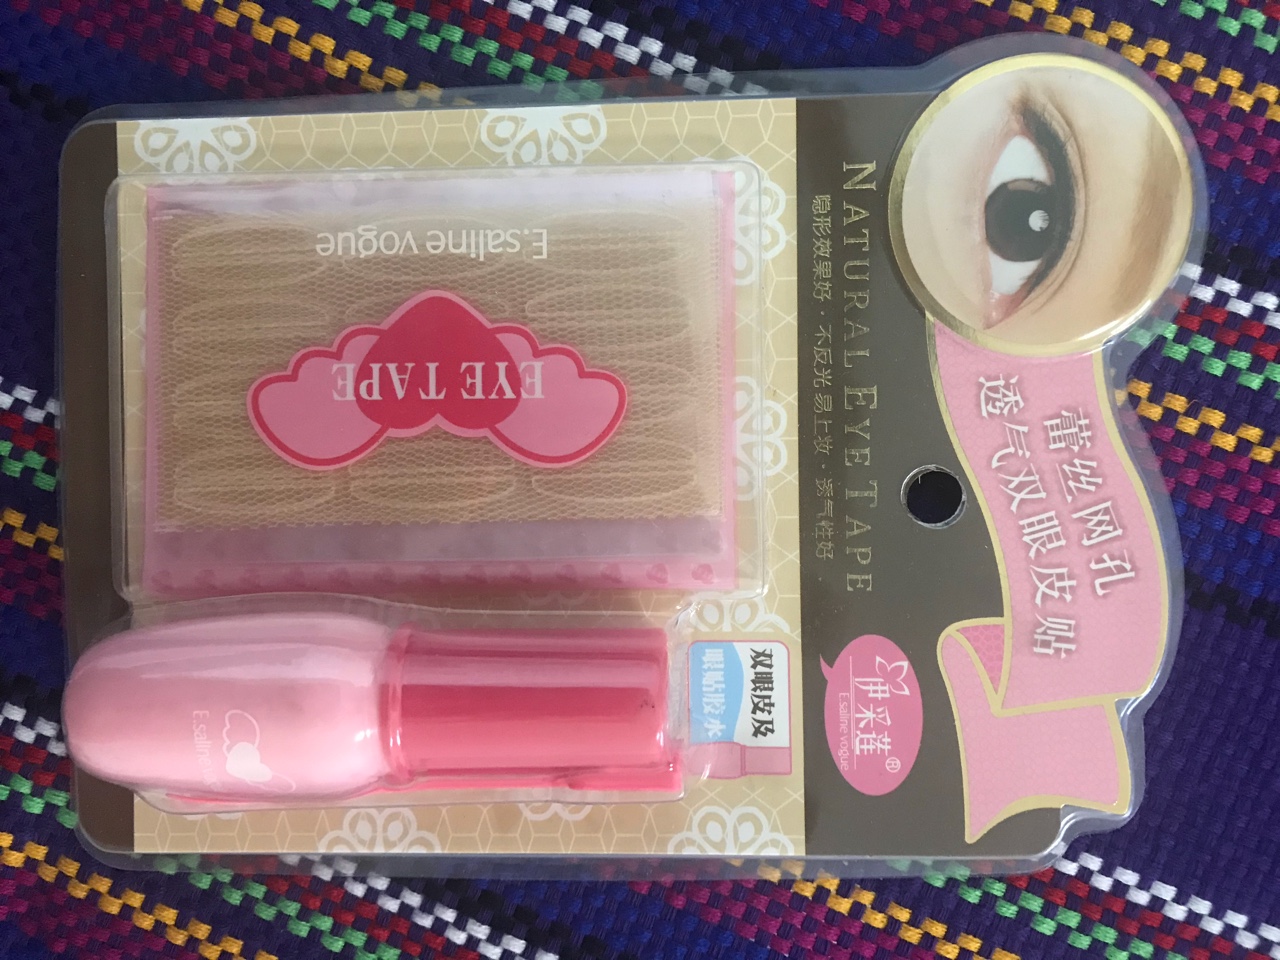 蕾丝网孔
透气双眼皮贴
NATURAL EYE TAPE
隐形效果好·不反光易上妆·透气性好
伊采莲®
E.saline vogue
双眼皮及
眼贴胶水
E.saline vogue
EYE TAPE
E.saline